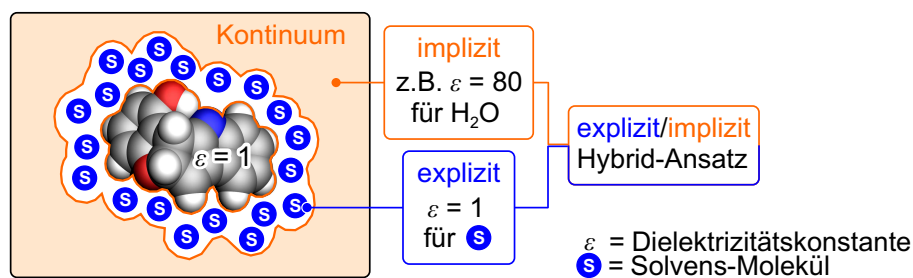 Kontinuum
S S S S S S S S S S S S S S S S S S S
ε = 1
implizit
z.B. ε = 80
für H₂O
explizit
ε = 1
für S
explizit/implizit
Hybrid-Ansatz
ε = Dielektrizitätskonstante
S = Solvens-Molekül